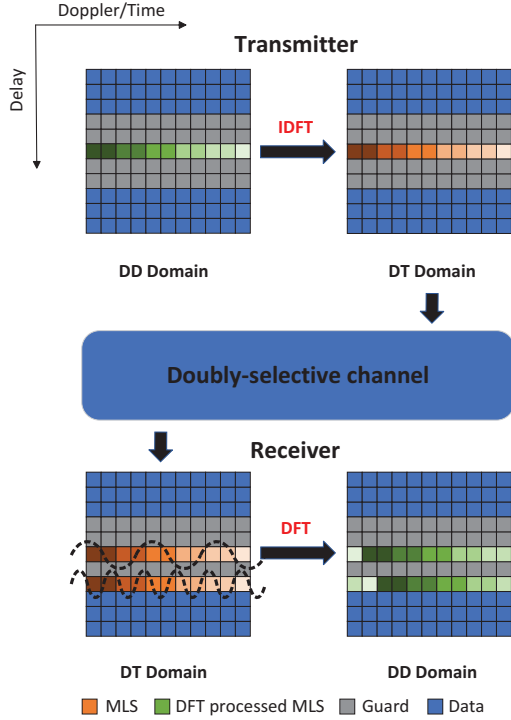 Doppler/Time
Delay
Transmitter
IDFT
DD Domain
DT Domain
Doubly-selective channel
Receiver
DFT
DT Domain
DD Domain
MLS
DFT processed MLS
Guard
Data